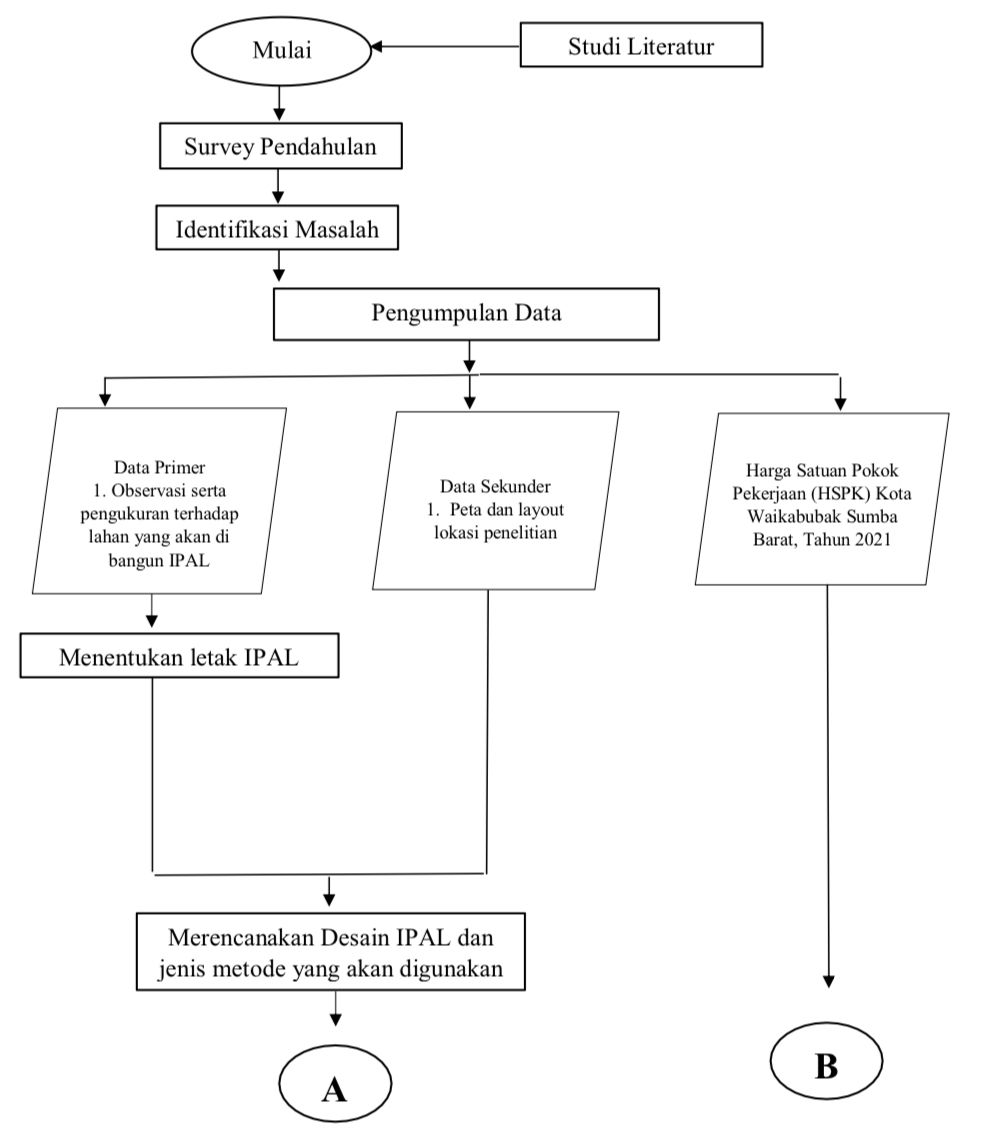 Mulai
Studi Literatur
Survey Pendahulan
Identifikasi Masalah
Pengumpulan Data
Data Primer
1. Observasi serta
pengukuran terhadap
lahan yang akan di
bangun IPAL
Data Sekunder
1. Peta dan layout
lokasi penelitian
Harga Satuan Pokok
Pekerjaan (HSPK) Kota
Waikabubak Sumba
Barat, Tahun 2021
Menentukan letak IPAL
Merencanakan Desain IPAL dan
jenis metode yang akan digunakan
A
B